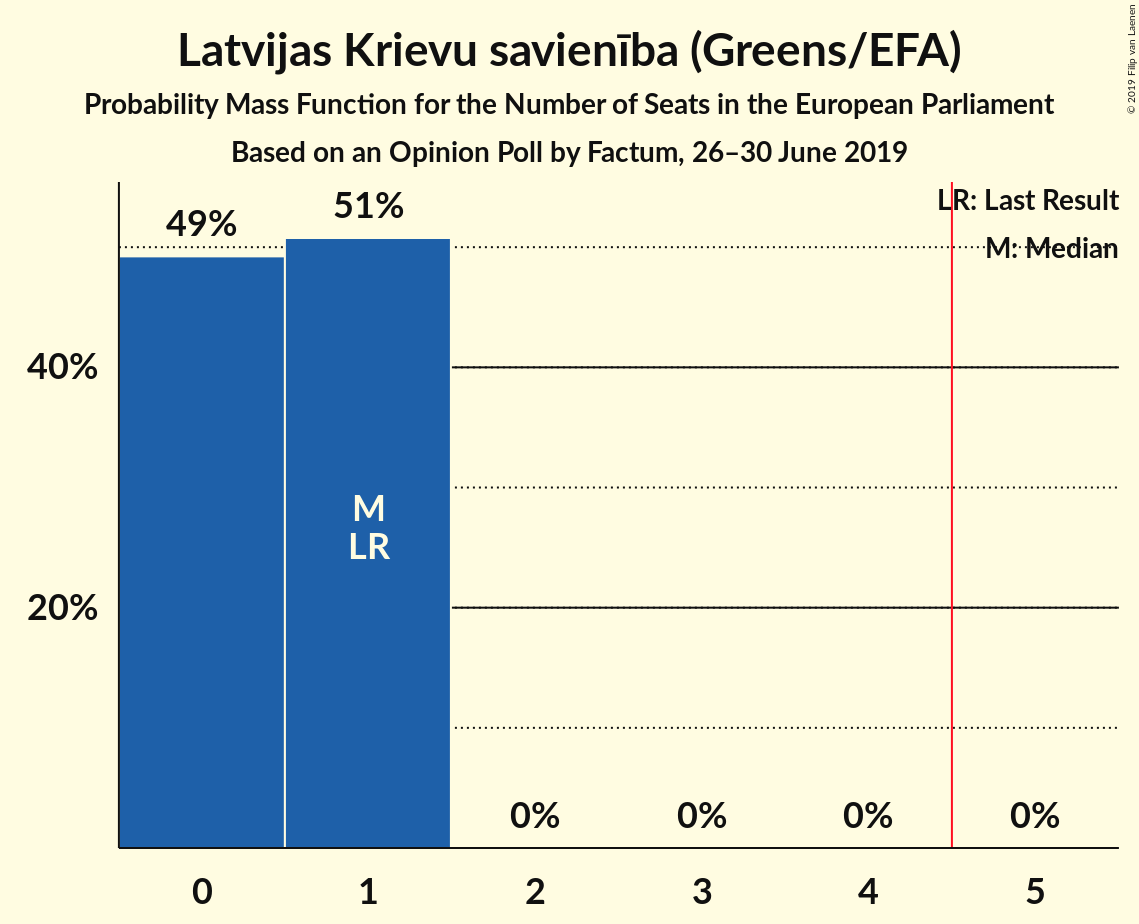 Latvijas Krievu savienība (Greens/EFA)
Probability Mass Function for the Number of Seats in the European Parliament
Based on an Opinion Poll by Factum, 26–30 June 2019
© 2019 Filip van Laenen
LR: Last Result
M: Median
49%
51%
40%
20%
M
LR
0%
0%
0%
0%
0
1
2
3
4
5